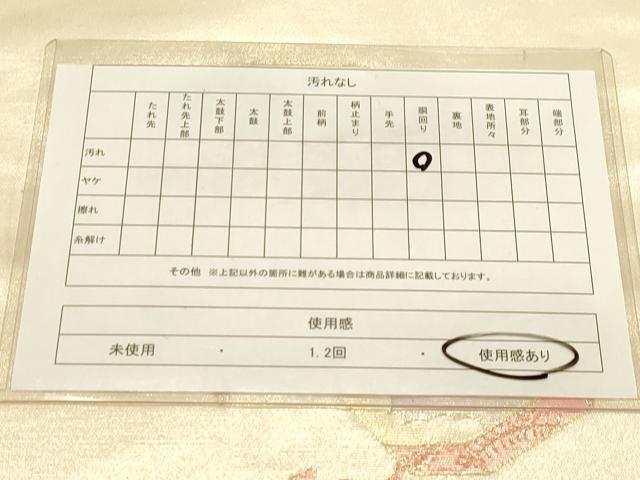 汚れなし
たれ先 たれ先上部 太鼓下部 太鼓 太鼓上部 前柄 柄止まり 手先 胴回り 裏地 表地所々 耳部分 端部分
汚れ
ヤケ
擦れ
糸解け
その他 ※上記以外の箇所に難がある場合は商品詳細に記載しております。
使用感
未使用 ・ 1.2回 ・ 使用感あり